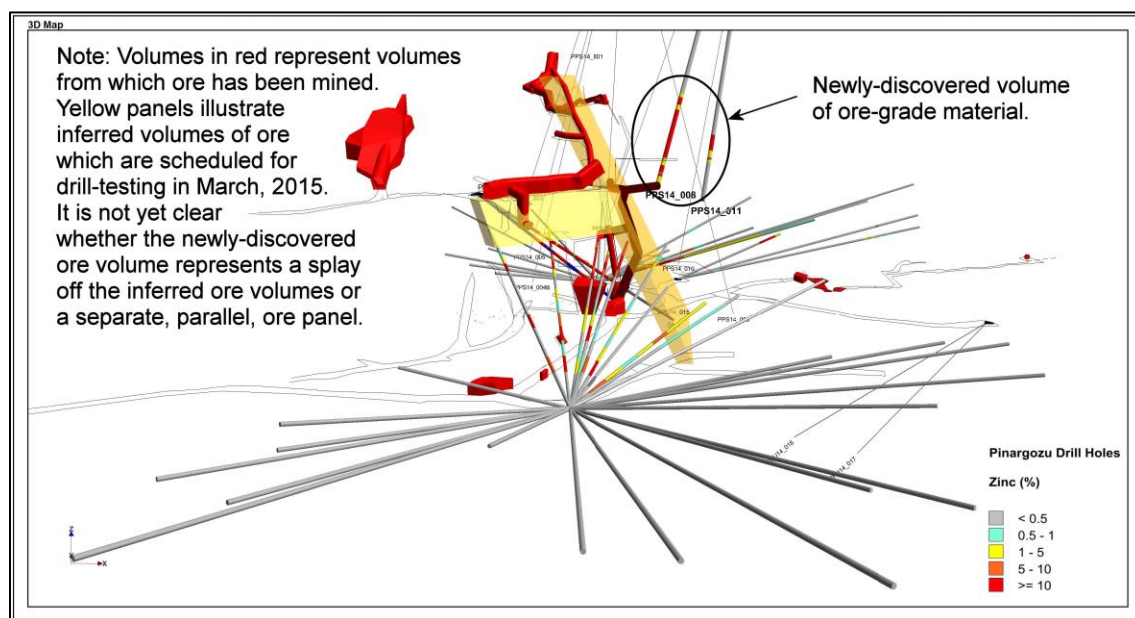 3D Map
Note: Volumes in red represent volumes
from which ore has been mined.
Yellow panels illustrate
inferred volumes of ore
which are scheduled for
drill-testing in March, 2015.
It is not yet clear
whether the newly-discovered
ore volume represents a splay
off the inferred ore volumes or
a separate, parallel, ore panel.
Newly-discovered volume
of ore-grade material.
PPS14_008
PPS14_011
Pinargozu Drill Holes
Zinc (%)
< 0.5
0.5 - 1
1 - 5
5 - 10
>= 10
Z
X